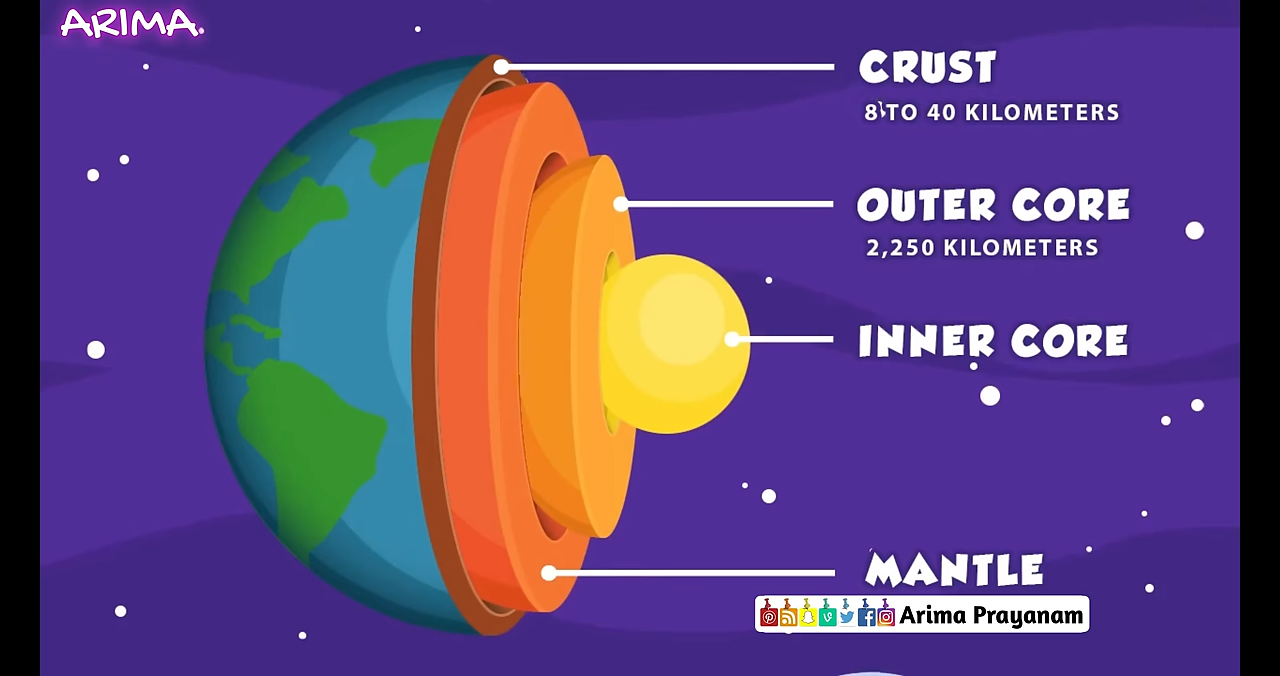 ARIMA.
CRUST
8 TO 40 KILOMETERS
OUTER CORE
2,250 KILOMETERS
INNER CORE
MANTLE
Arima Prayanam